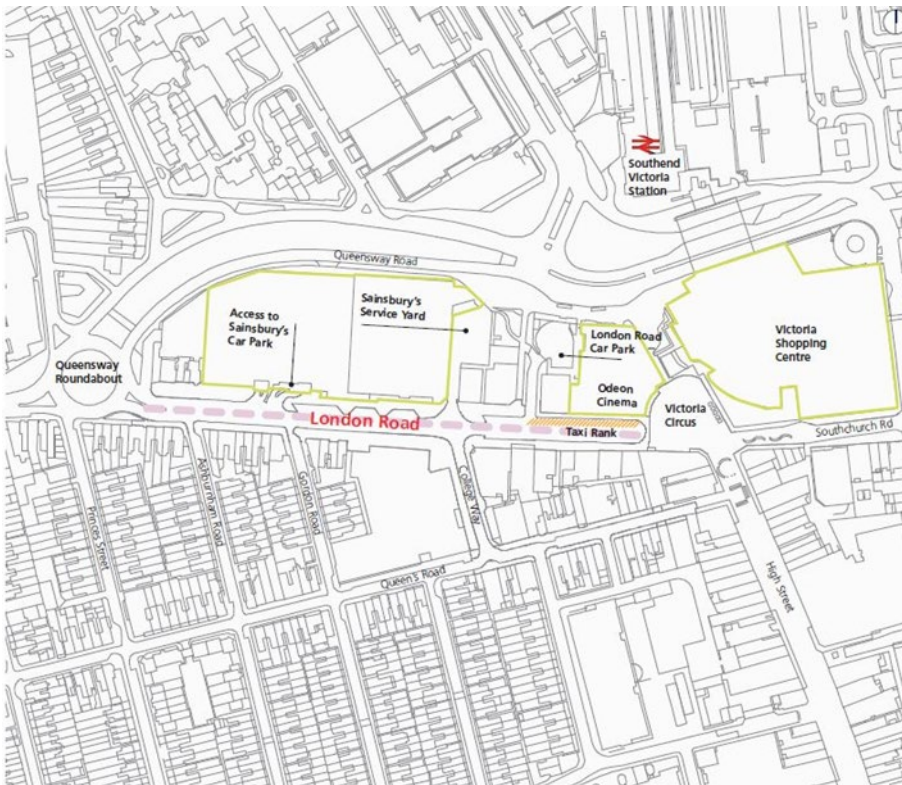 Southend
Victoria
Station
Queensway Road
Access to
Sainsbury's
Car Park
Sainsbury's
Service Yard
London Road
Car Park
Victoria
Shopping
Centre
Queensway
Roundabout
Odeon
Cinema
Victoria
Circus
London Road
Taxi Rank
Southchurch Rd
Princes Street
Ashburnham Road
Gordon Road
College Way
Queen's Road
High Street